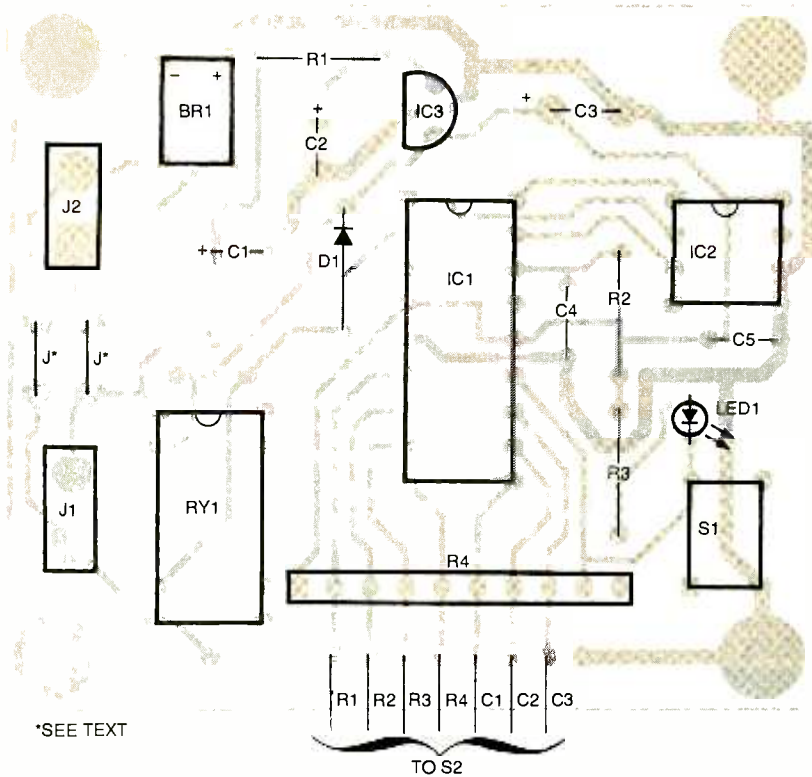 R1
- +
BR1
+
C2
IC3
+
C3
J2
+ C1
D1
IC1
IC2
C4
R2
C5
J* J*
LED1
J1
RY1
R3
S1
R4
R1 R2 R3 R4 C1 C2 C3
*SEE TEXT
TO S2